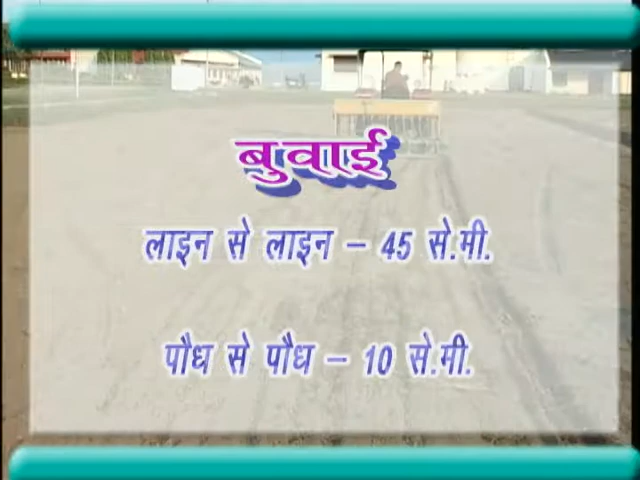 बुवाई
लाइन से लाइन – 45 से.मी.
पौध से पौध – 10 से.मी.